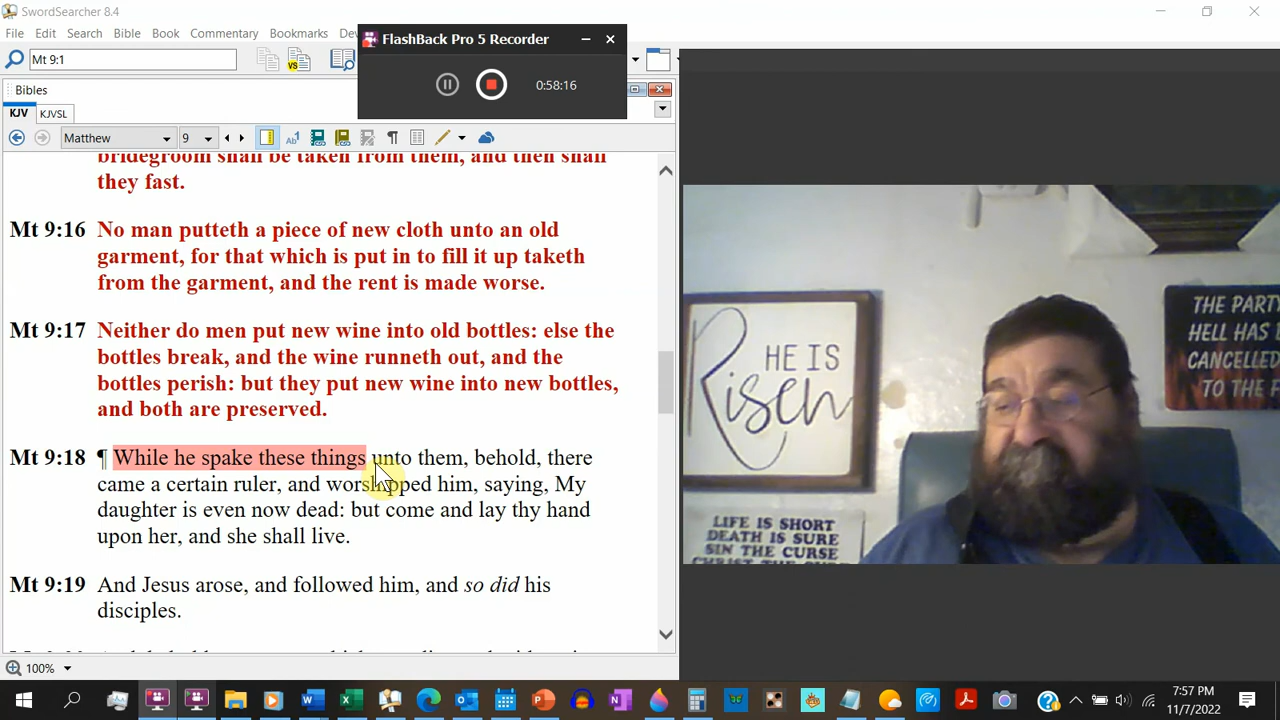 SwordSearcher 8.4
File Edit Search Bible Book Commentary Bookmarks
FlashBack Pro 5 Recorder
0:58:16
Mt 9:1
VS
Bibles
KJV KJVSL
Matthew 9
bridegroom shall be taken from them, and then shall
they fast.
Mt 9:16 No man putteth a piece of new cloth unto an old
garment, for that which is put in to fill it up taketh
from the garment, and the rent is made worse.
Mt 9:17 Neither do men put new wine into old bottles: else the
bottles break, and the wine runneth out, and the
bottles perish: but they put new wine into new bottles,
and both are preserved.
Mt 9:18 ¶ While he spake these things unto them, behold, there
came a certain ruler, and worshipped him, saying, My
daughter is even now dead: but come and lay thy hand
upon her, and she shall live.
Mt 9:19 And Jesus arose, and followed him, and so did his
disciples.
100%
HE IS
Risen
THE PARTY
HELL HAS
CANCELLED
TO THE
LIFE IS SHORT
DEATH IS SURE
SIN THE CURSE
7:57 PM
11/7/2022